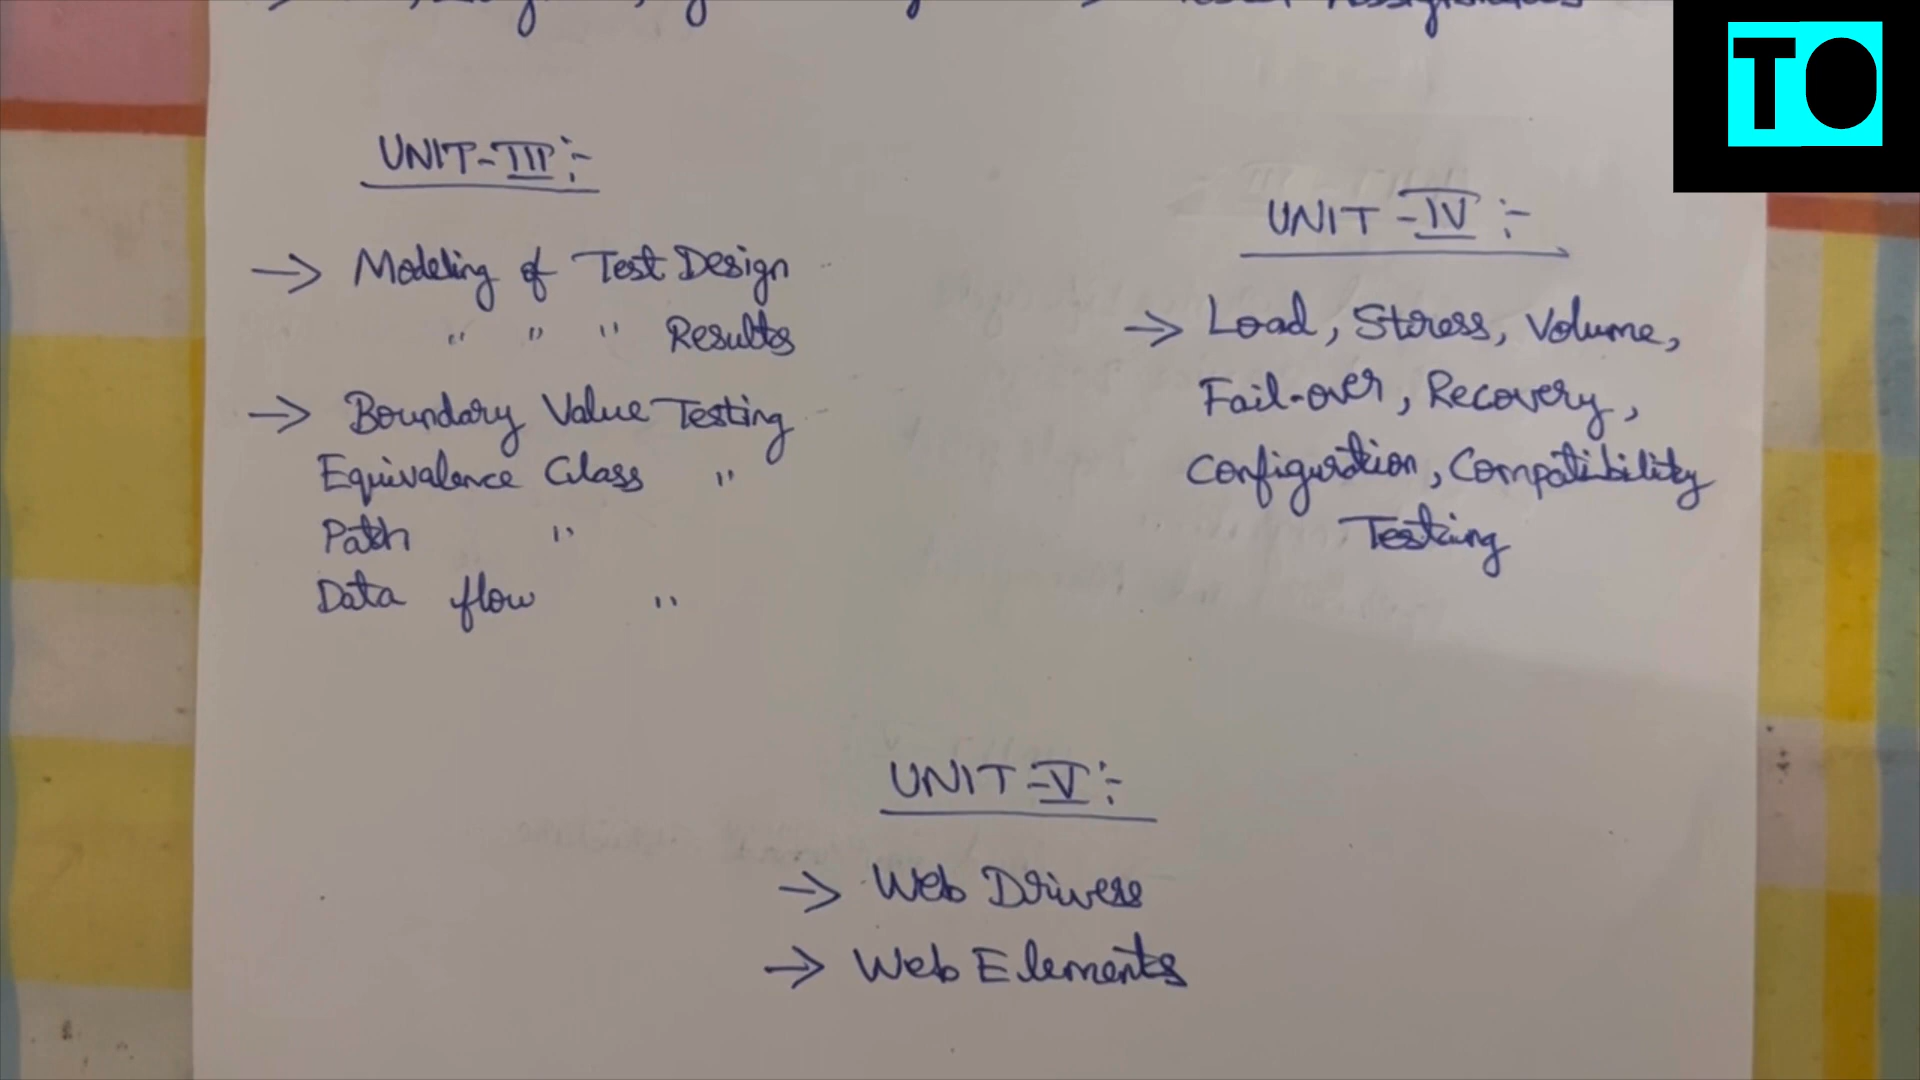 TO
UNIT-III :-
→ Modeling of Test Design
" " " Results
→ Boundary Value Testing
Equivalence Class "
Path "
Data flow "
UNIT-IV :-
→ Load, Stress, Volume,
Fail-over, Recovery,
Configuration, Compatibility
Testing
UNIT-V :-
→ Web Drivers
→ Web Elements